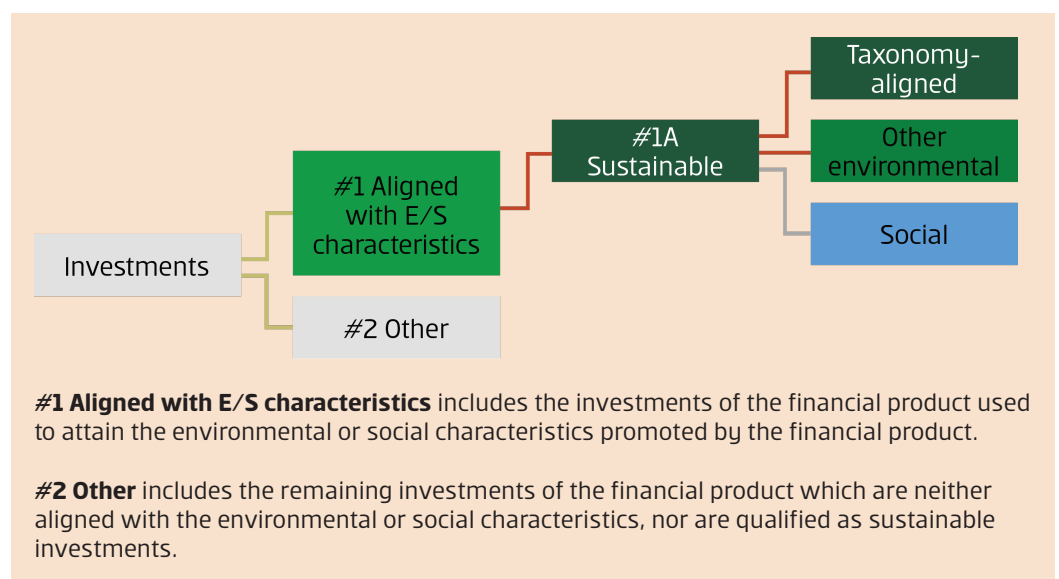 Taxonomy-
aligned
#1A
Sustainable
Other
environmental
#1 Aligned
with E/S
characteristics
Social
Investments
#2 Other
#1 Aligned with E/S characteristics includes the investments of the financial product used
to attain the environmental or social characteristics promoted by the financial product.
#2 Other includes the remaining investments of the financial product which are neither
aligned with the environmental or social characteristics, nor are qualified as sustainable
investments.